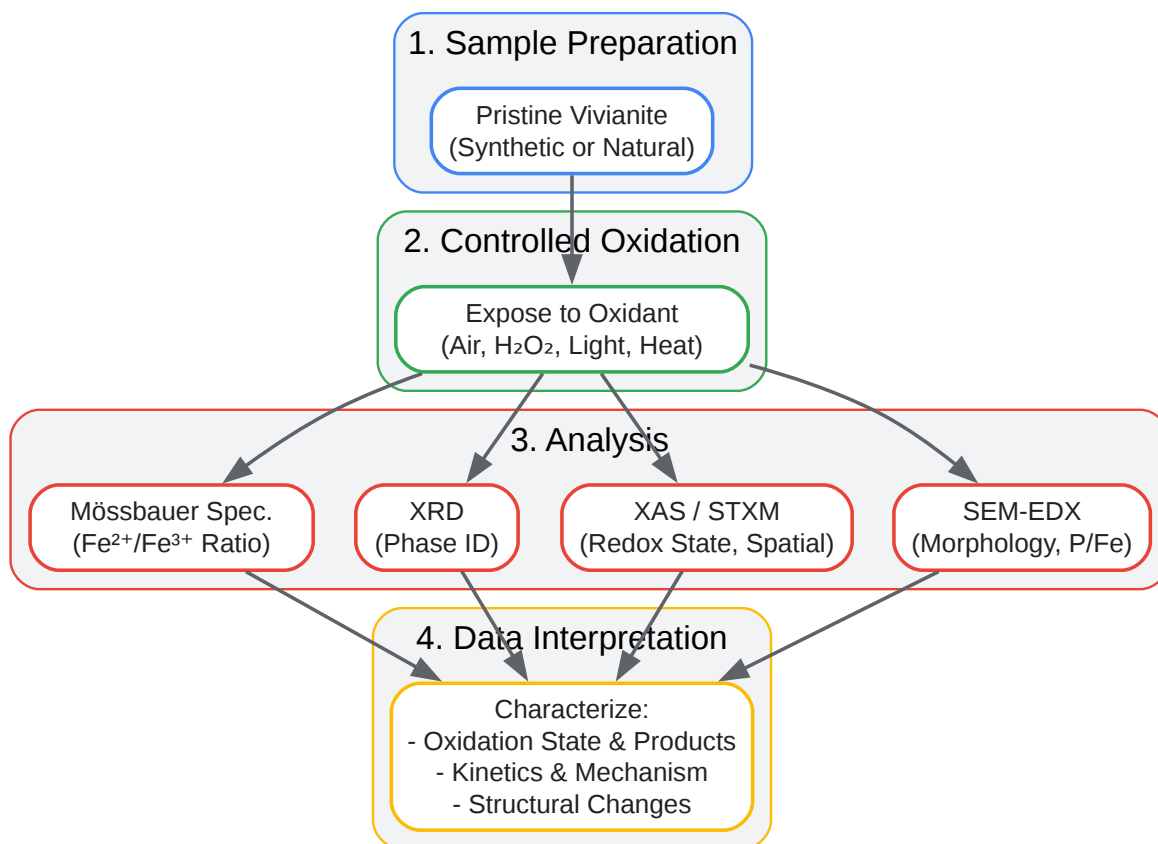 1. Sample Preparation
Pristine Vivianite
(Synthetic or Natural)
2. Controlled Oxidation
Expose to Oxidant
(Air, H₂O₂, Light, Heat)
3. Analysis
Mössbauer Spec.
(Fe²⁺/Fe³⁺ Ratio)
XRD
(Phase ID)
XAS / STXM
(Redox State, Spatial)
SEM-EDX
(Morphology, P/Fe)
4. Data Interpretation
Characterize:
- Oxidation State & Products
- Kinetics & Mechanism
- Structural Changes